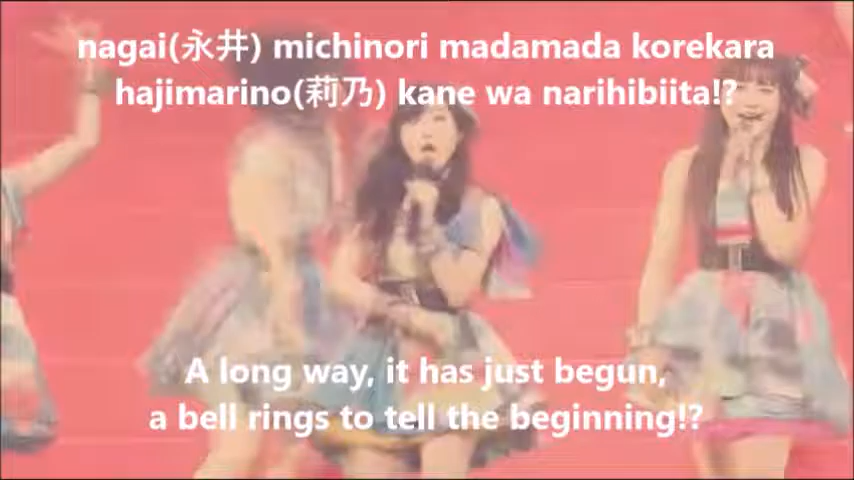 nagai(永井) michinori madamada korekara
hajimarino(莉乃) kane wa narihibiita!?
A long way, it has just begun,
a bell rings to tell the beginning!?